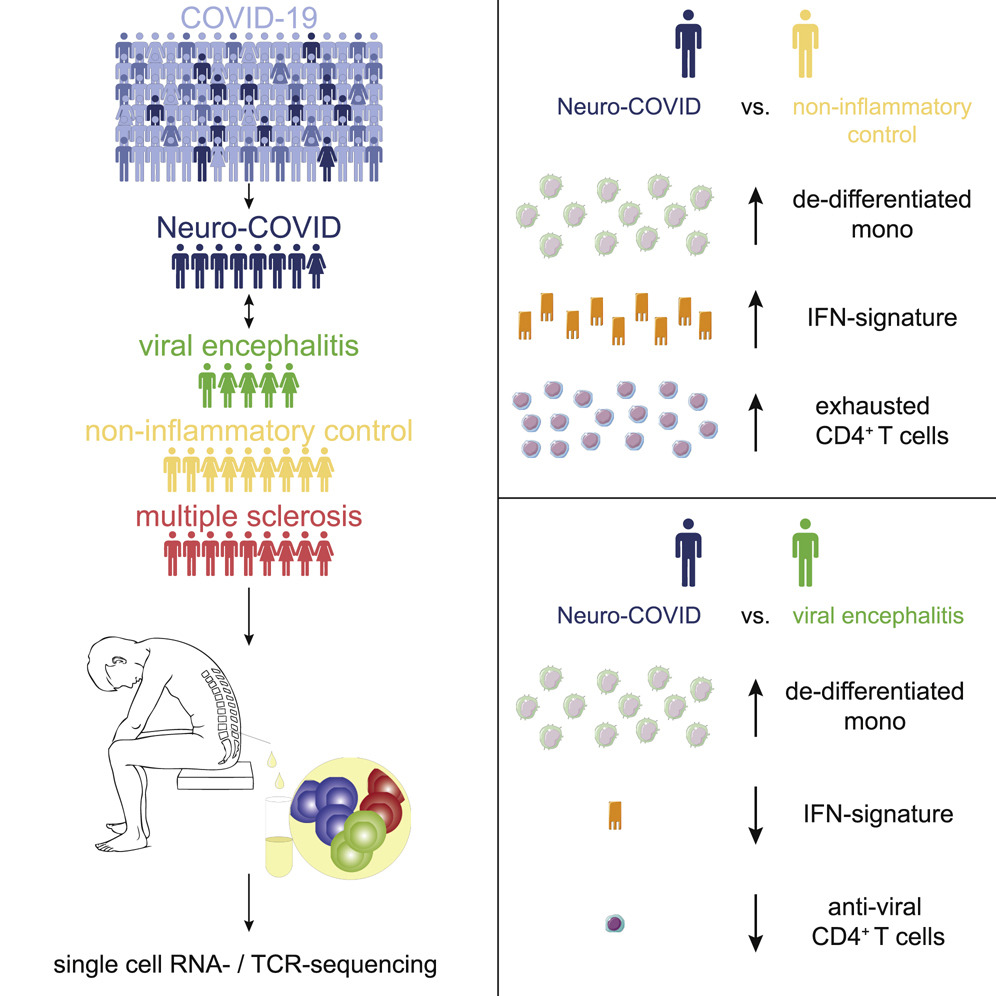 COVID-19
Neuro-COVID
viral encephalitis
non-inflammatory control
multiple sclerosis
single cell RNA- / TCR-sequencing
Neuro-COVID vs. non-inflammatory
control
de-differentiated
mono
IFN-signature
exhausted
CD4⁺ T cells
Neuro-COVID vs. viral encephalitis
de-differentiated
mono
IFN-signature
anti-viral
CD4⁺ T cells